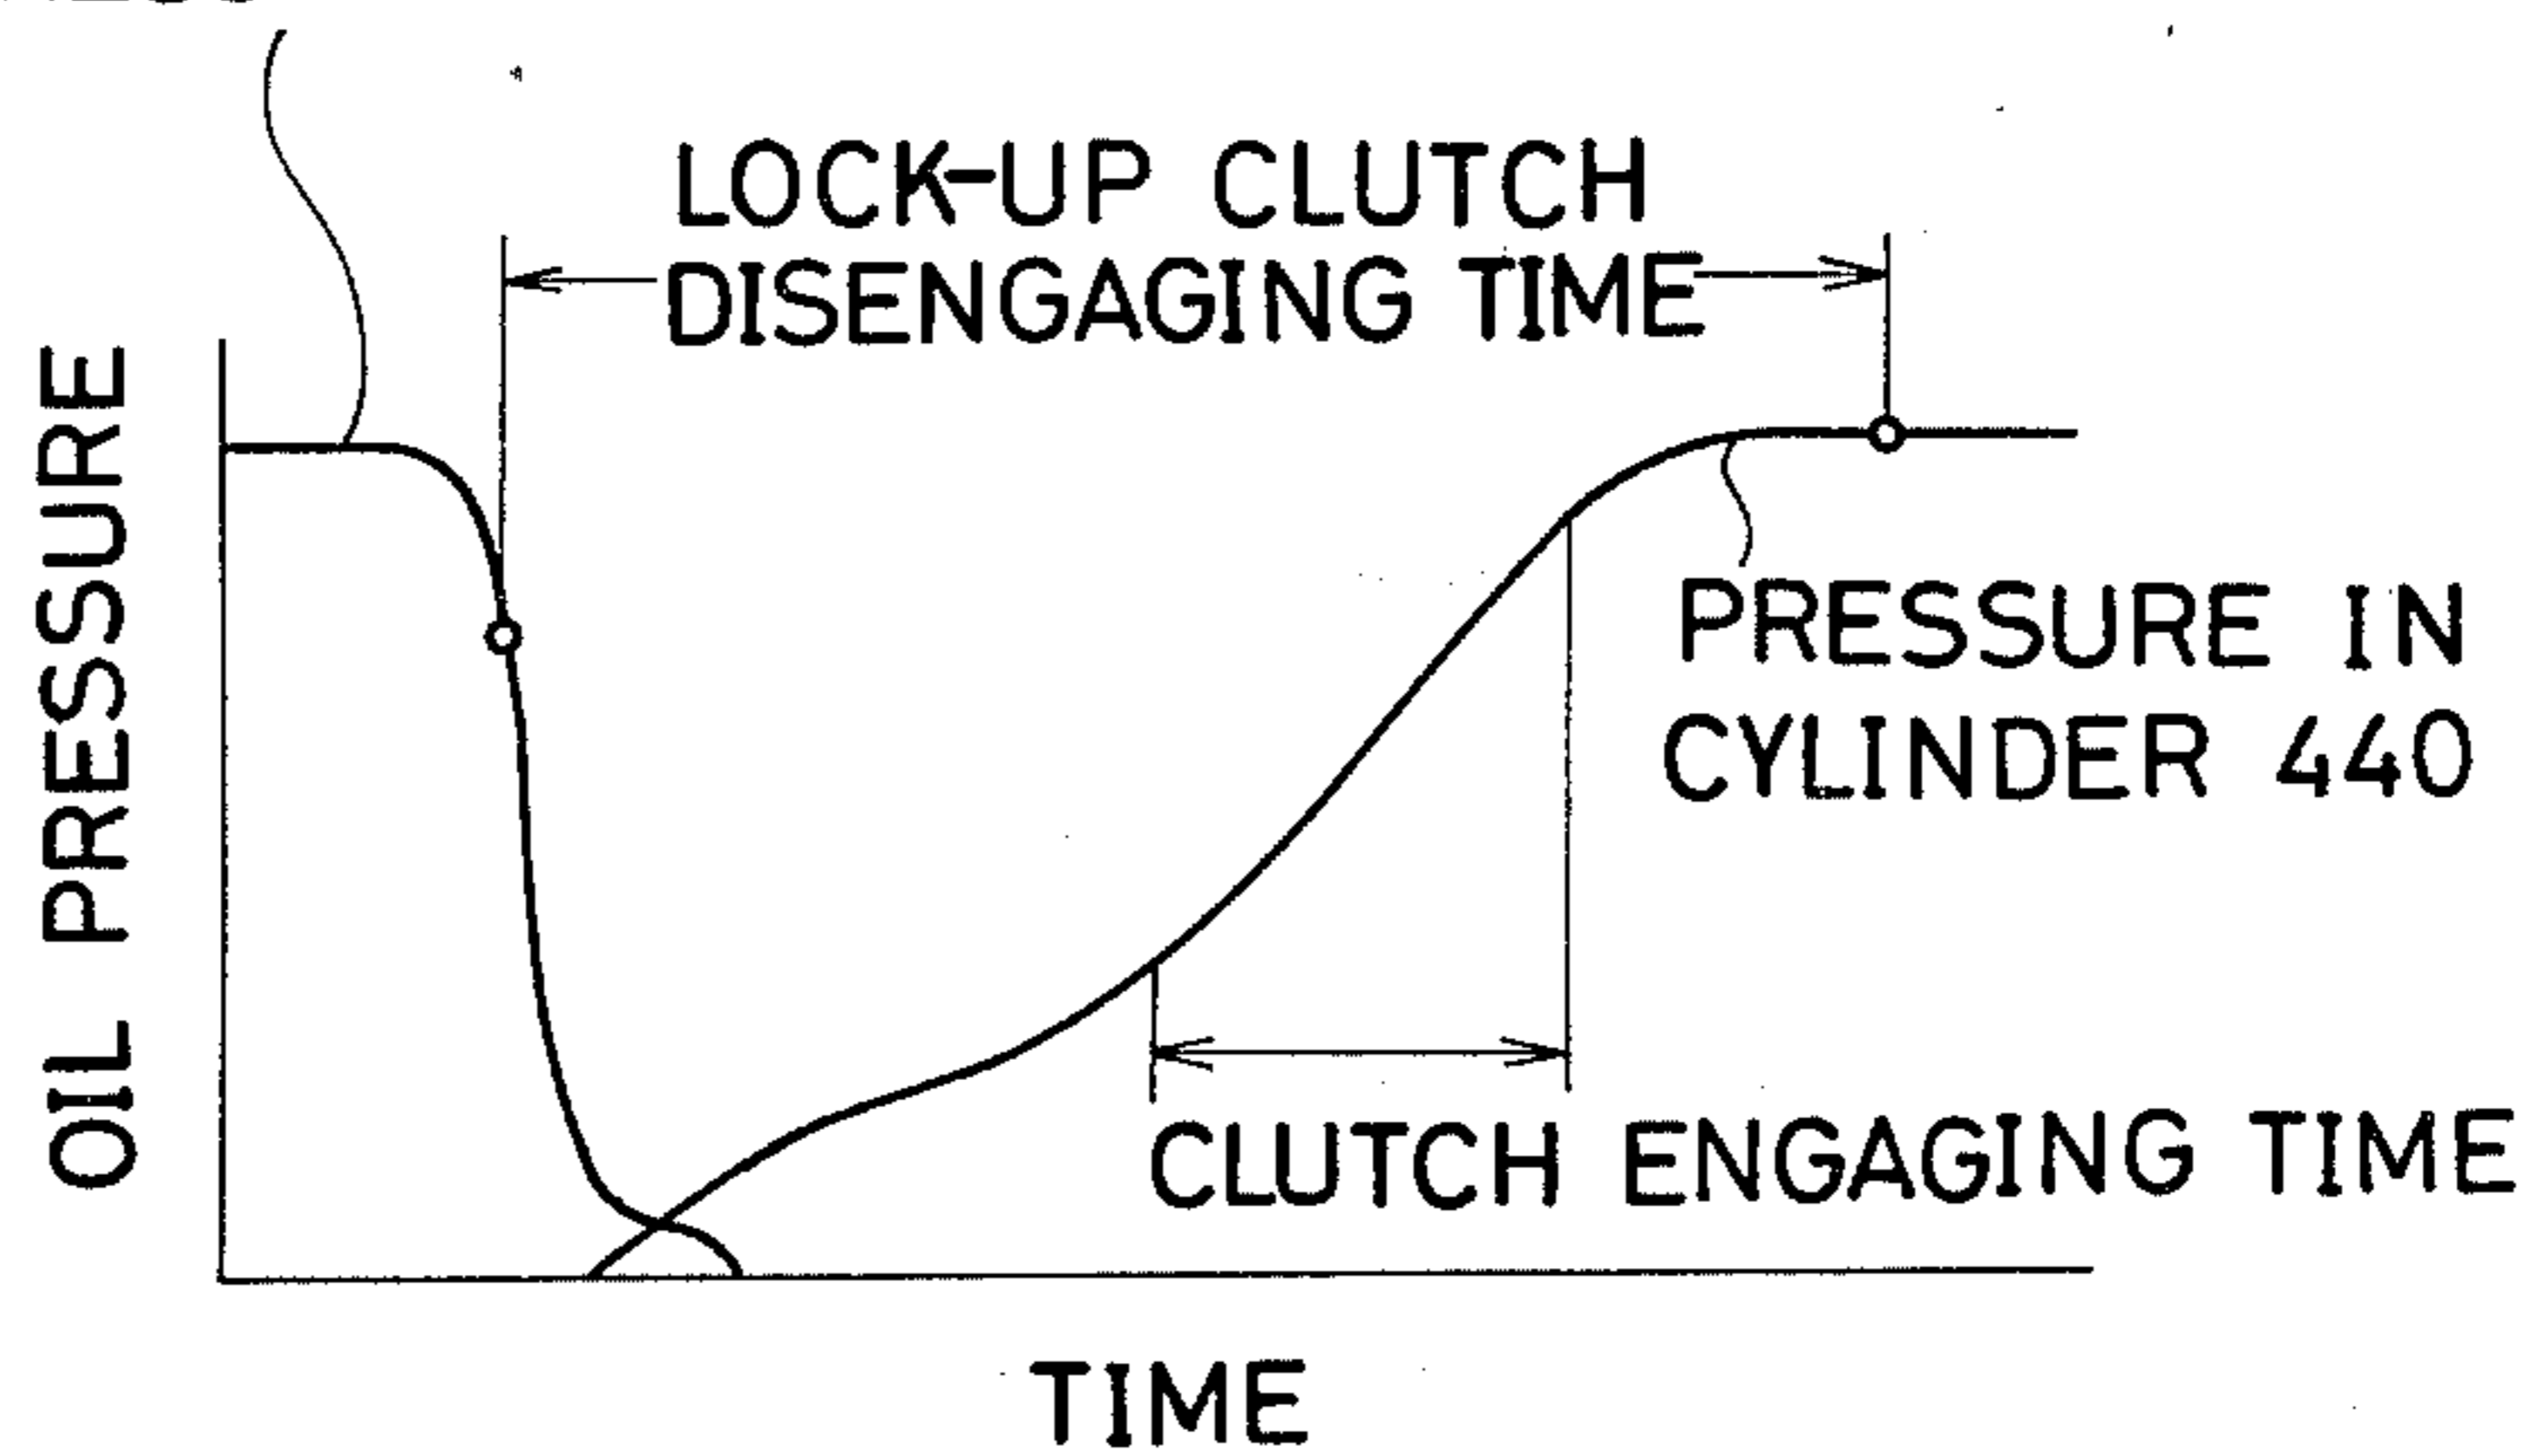 LOCK-UP CLUTCH
DISENGAGING TIME
OIL PRESSURE
PRESSURE IN
CYLINDER 440
CLUTCH ENGAGING TIME
TIME